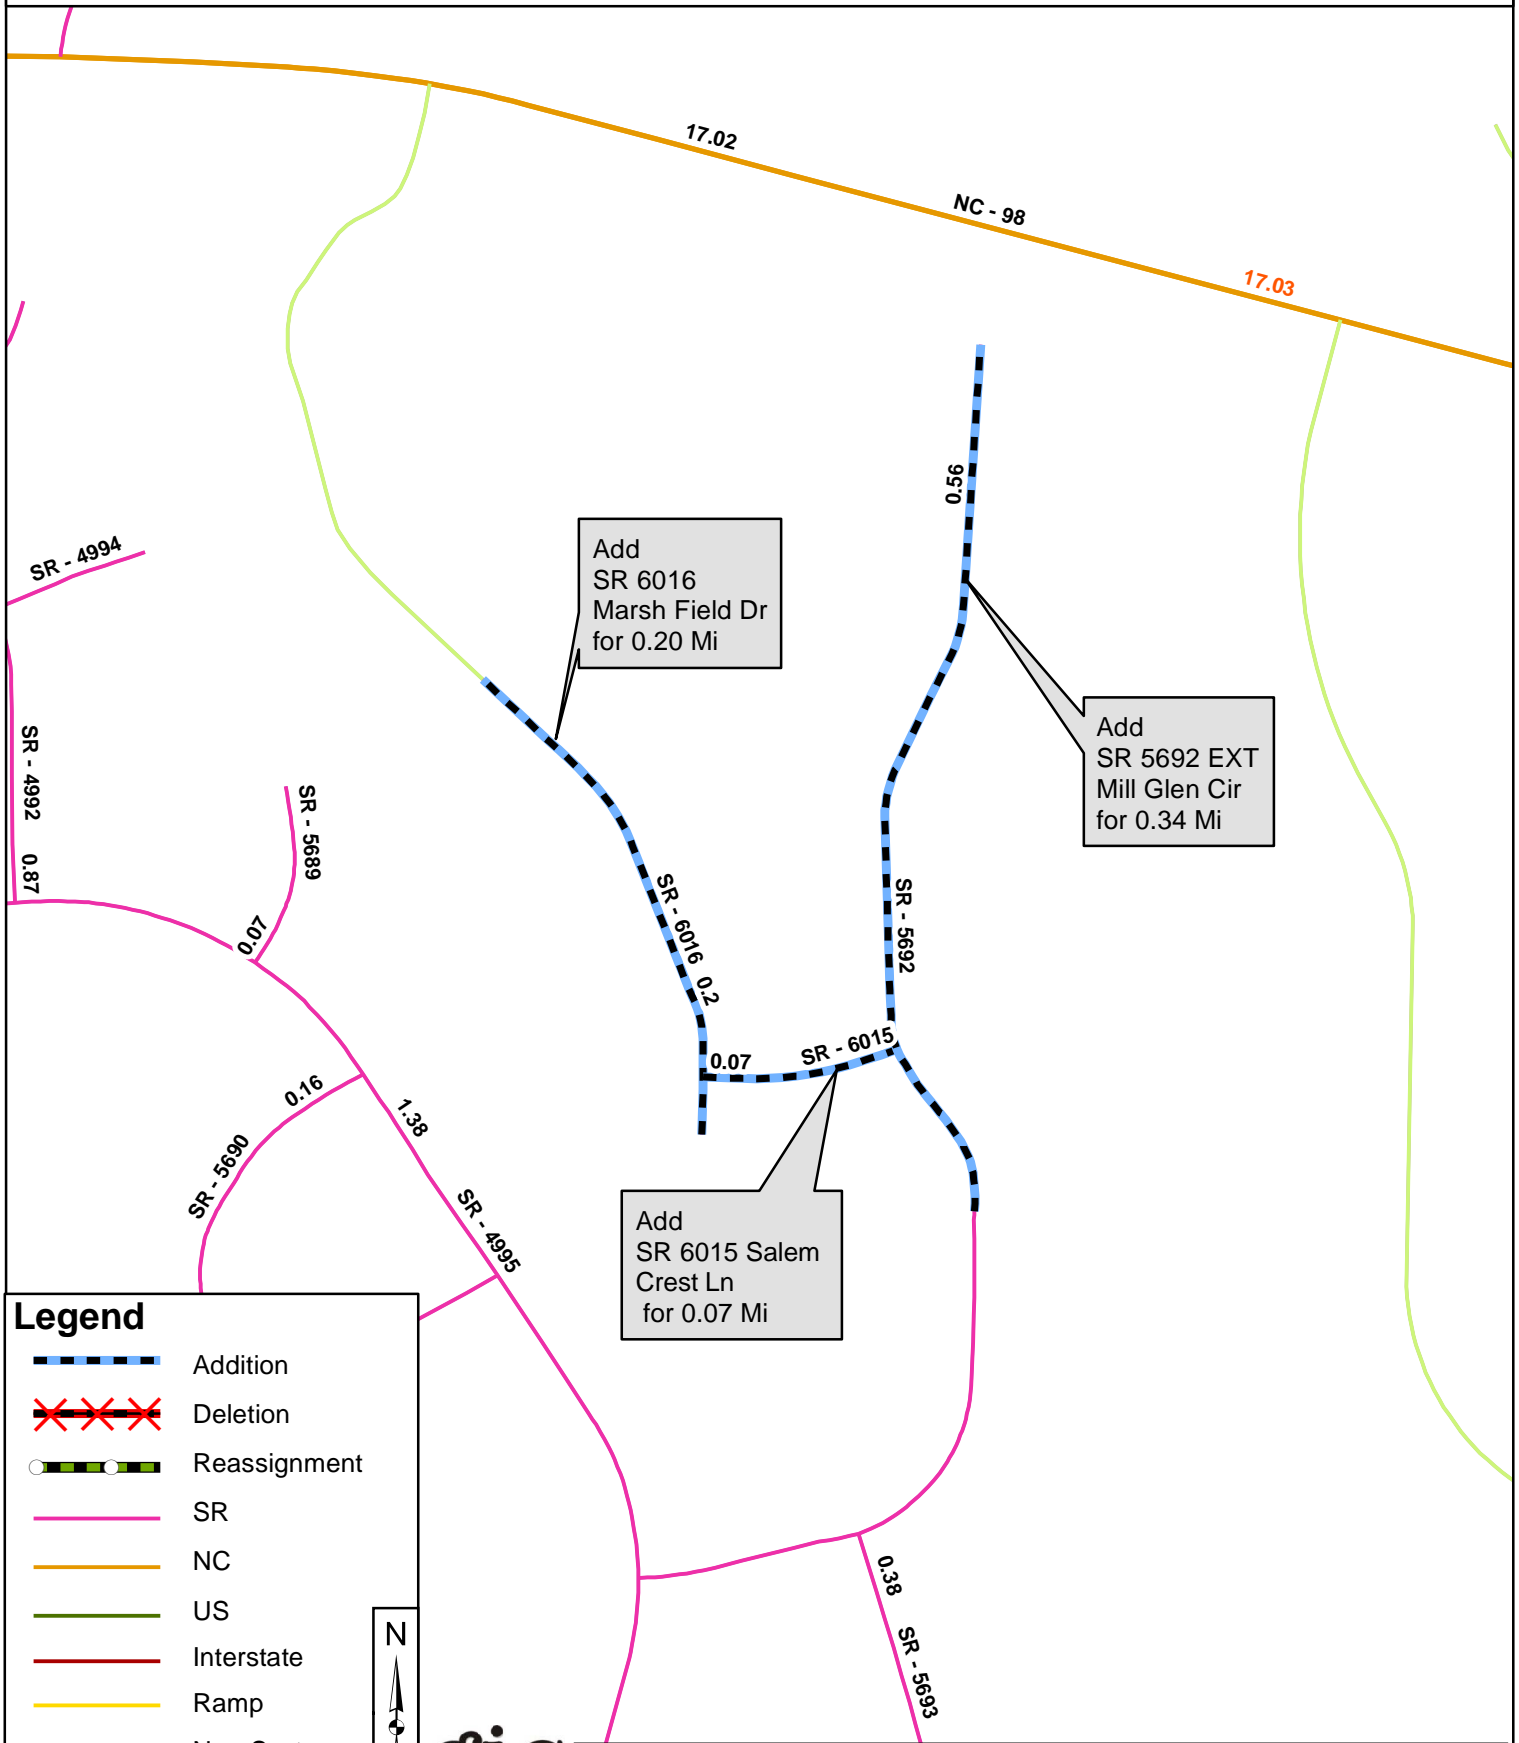 17.02
NC - 98
17.03
0.56
Add
SR 6016
Marsh Field Dr
for 0.20 Mi
SR - 4994
Add
SR 5692 EXT
Mill Glen Cir
for 0.34 Mi
SR - 4992 0.87
SR - 5689
0.07
SR - 6016 0.2
SR - 5692
0.07
SR - 6015
0.16
1.38
SR - 5690
SR - 4995
Add
SR 6015 Salem
Crest Ln
for 0.07 Mi
Legend
Addition
Deletion
Reassignment
SR
NC
US
Interstate
Ramp
N
0.38 SR - 5693